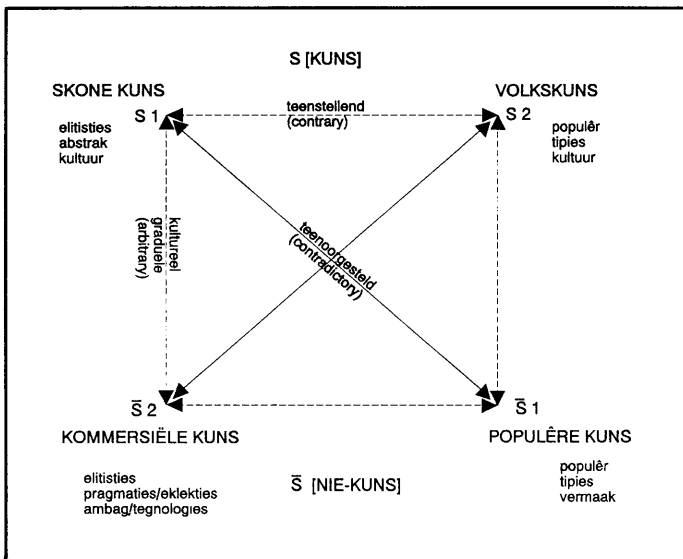 S [KUNS]
SKONE KUNS
VOLKSKUNS
S 1
teenstellend
(contrary)
S 2
elitisties
abstrak
kultuur
populêr
tipies
kultuur
kultureel
graduele
(arbitrary)
teenoorgesteld
(contradictory)
S̅ 2
S̅ 1
KOMMERSIËLE KUNS
POPULÊRE KUNS
elitisties
pragmaties/eklekties
ambag/tegnologies
S̅ [NIE-KUNS]
populêr
tipies
vermaak